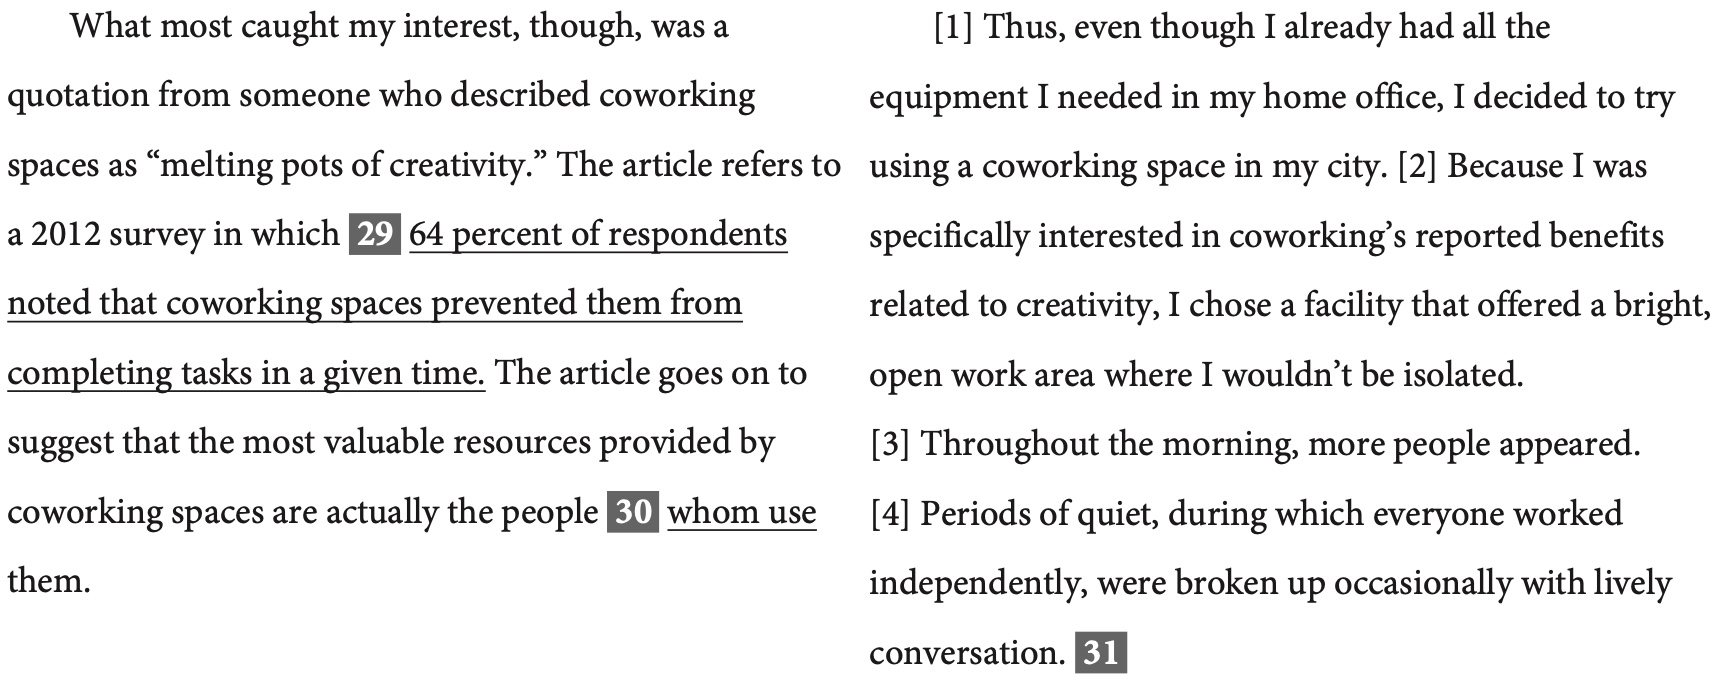 What most caught my interest, though, was a
quotation from someone who described coworking
spaces as “melting pots of creativity.” The article refers to
a 2012 survey in which 29 64 percent of respondents
noted that coworking spaces prevented them from
completing tasks in a given time. The article goes on to
suggest that the most valuable resources provided by
coworking spaces are actually the people 30 whom use
them.
[1] Thus, even though I already had all the
equipment I needed in my home office, I decided to try
using a coworking space in my city. [2] Because I was
specifically interested in coworking’s reported benefits
related to creativity, I chose a facility that offered a bright,
open work area where I wouldn’t be isolated.
[3] Throughout the morning, more people appeared.
[4] Periods of quiet, during which everyone worked
independently, were broken up occasionally with lively
conversation. 31